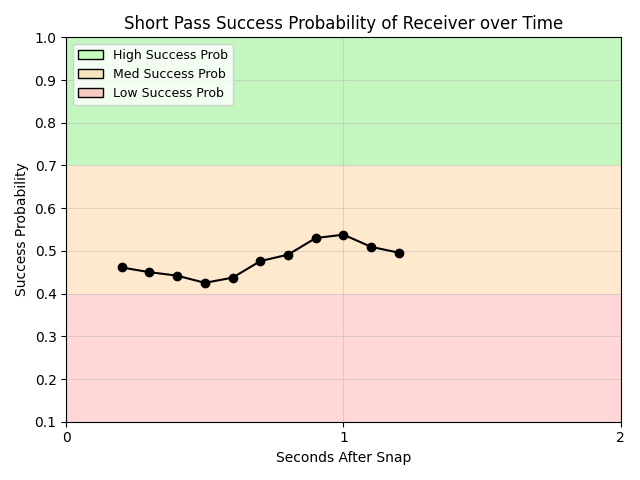 Short Pass Success Probability of Receiver over Time
High Success Prob
Med Success Prob
Low Success Prob
Success Probability
1.0
0.9
0.8
0.7
0.6
0.5
0.4
0.3
0.2
0.1
0 1 2
Seconds After Snap